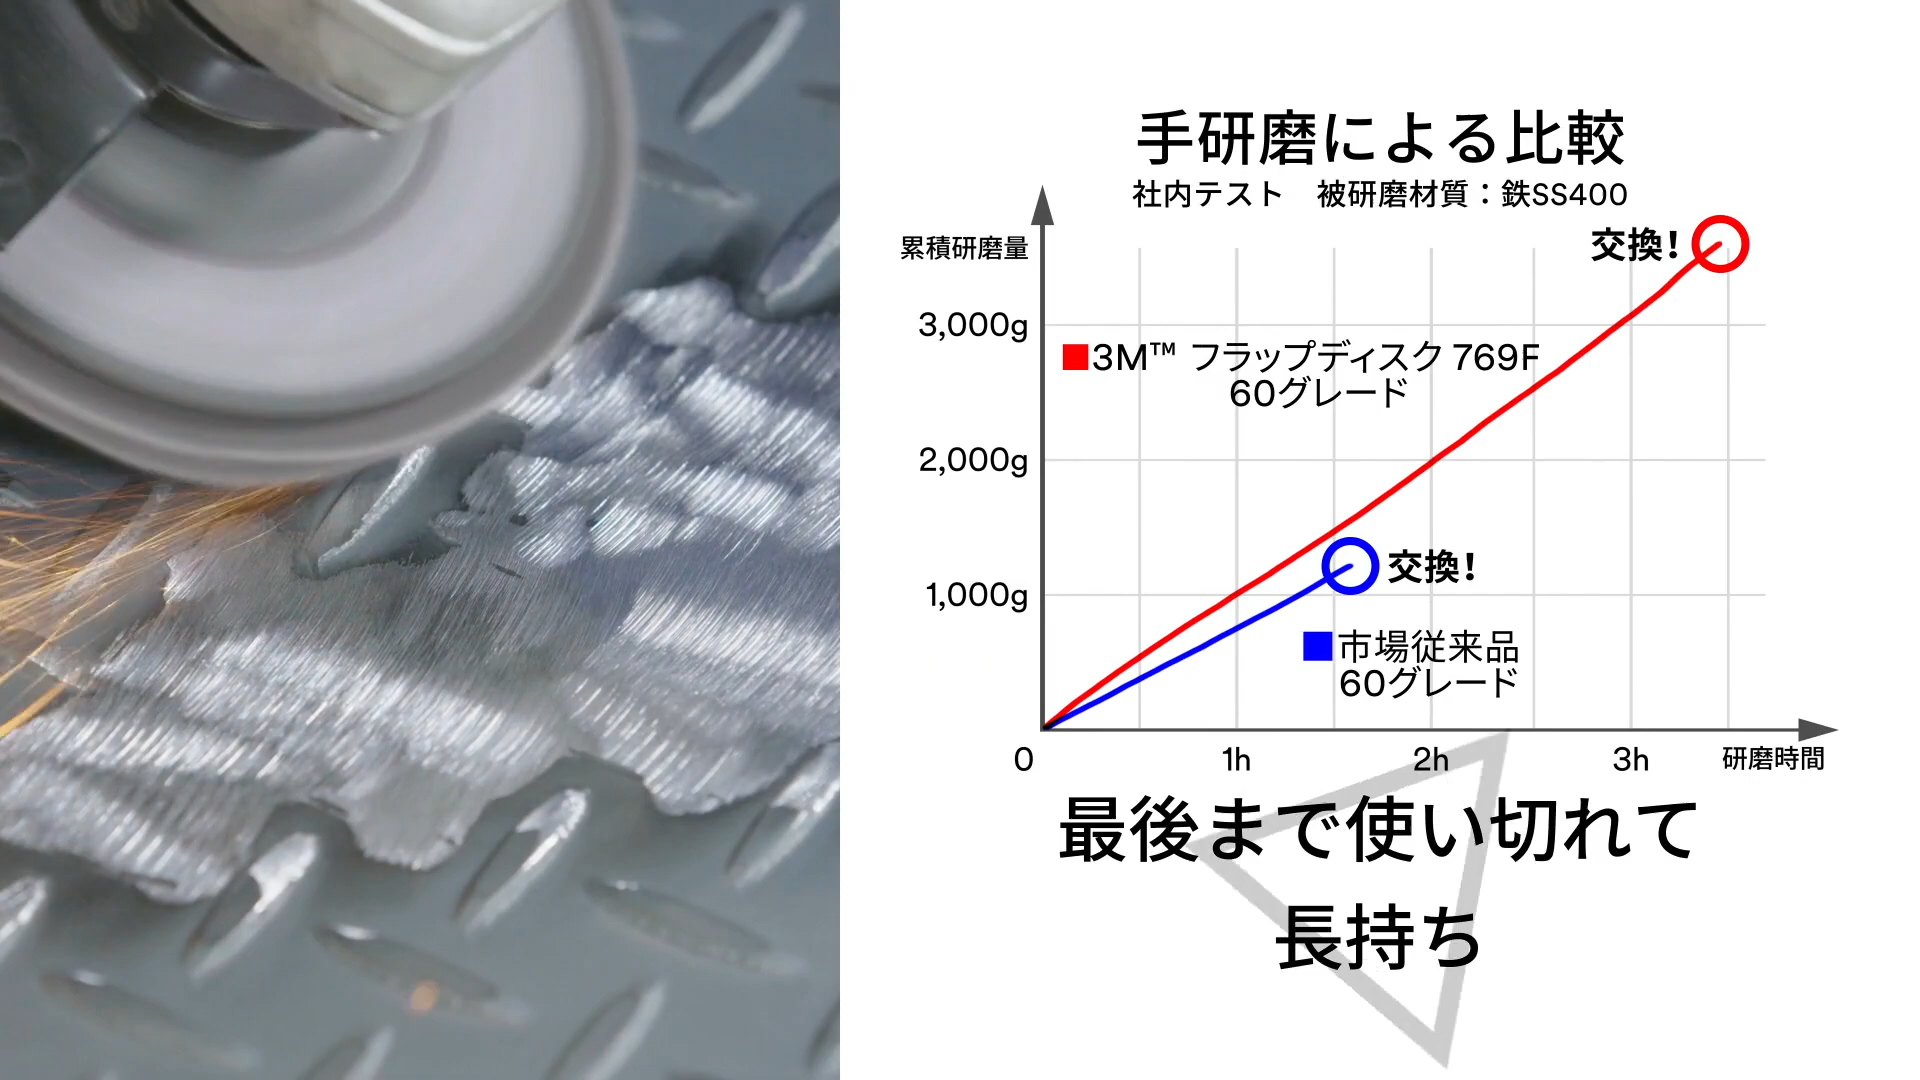 手研磨による比較
社内テスト　被研磨材質：鉄SS400
累積研磨量
交換！
3,000g
■3M™ フラップディスク 769F
60グレード
2,000g
交換！
1,000g
■市場従来品
60グレード
0
1h
2h
3h
研磨時間
最後まで使い切れて
長持ち